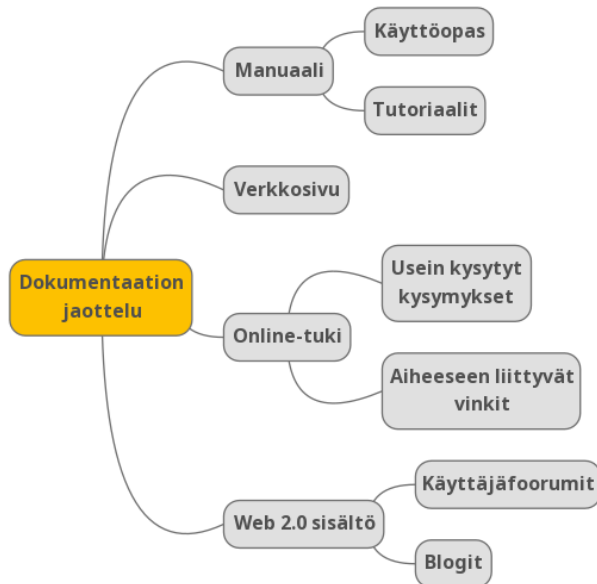 Dokumentaation
jaottelu
Manuaali
Käyttöopas
Tutoriaalit
Verkkosivu
Online-tuki
Usein kysytyt
kysymykset
Aiheeseen liittyvät
vinkit
Web 2.0 sisältö
Käyttäjäfoorumit
Blogit